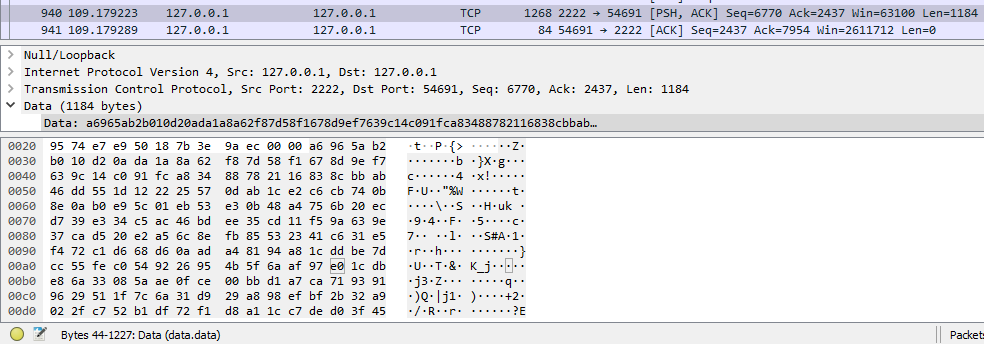 940 109.179223 127.0.0.1 127.0.0.1 TCP 1268 2222 → 54691 [PSH, ACK] Seq=6770 Ack=2437 Win=63100 Len=1184
941 109.179289 127.0.0.1 127.0.0.1 TCP 84 54691 → 2222 [ACK] Seq=2437 Ack=7954 Win=2611712 Len=0
Null/Loopback
Internet Protocol Version 4, Src: 127.0.0.1, Dst: 127.0.0.1
Transmission Control Protocol, Src Port: 2222, Dst Port: 54691, Seq: 6770, Ack: 2437, Len: 1184
Data (1184 bytes)
Data: a6965ab2b010d20ada1a8a62f87d58f1678d9ef7639c14c091fca83488782116838cbbab…
0020 95 74 e7 e9 50 18 7b 3e 9a ec 00 00 a6 96 5a b2 ·t··P·{> ······Z·
0030 b0 10 d2 0a da 1a 8a 62 f8 7d 58 f1 67 8d 9e f7 ·······b ·}X·g···
0040 63 9c 14 c0 91 fc a8 34 88 78 21 16 83 8c bb ab c······4 ·x!·····
0050 46 dd 55 1d 12 22 25 57 0d ab 1c e2 c6 cb 74 0b F·U··"%W ······t·
0060 8e 0a b0 e9 5c 01 eb 53 e3 0b 48 a4 75 6b 20 ec ····\··S ··H·uk ·
0070 d7 39 e3 34 c5 ac 46 bd ee 35 cd 11 f5 9a 63 9e ·9·4··F· ·5····c·
0080 37 ca d5 20 e2 a5 6c 8e fb 85 53 23 41 c6 31 e5 7·· ··l· ··S#A·1·
0090 f4 72 c1 d6 68 d6 0a ad a4 81 94 a8 1c dd be 7d ·r··h··· ·······}
00a0 cc 55 fe c0 54 92 26 95 4b 5f 6a af 97 e0 1c db ·U··T·&· K_j·····
00b0 e8 6a 33 08 5a ae 0f ce 00 bb d1 a7 ca 71 93 91 ·j3·Z··· ·····q··
00c0 96 29 51 1f 7c 6a 31 d9 29 a8 98 ef bf 2b 32 a9 ·)Q·|j1· )····+2·
00d0 02 2f c7 52 b1 df 72 f1 d8 a1 1c c7 de d0 3f 45 ·/·R··r· ······?E
Bytes 44-1227: Data (data.data) Packets